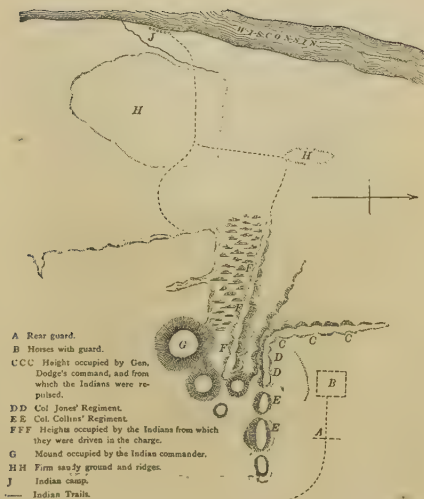 WISCONSIN
J
H
H
F
F
F
G
C
C
C
D
D
E
E
B
A
A Rear guard.
B Horses with guard.
CCC Height occupied by Gen.
Dodge's command, and from
which the Indians were re-
pulsed.
DD Col Jones' Regiment.
EE Col. Collins' Regiment.
FFF Heights occupied by the Indians from which
they were driven in the charge.
G Mound occupied by the Indian commander.
HH Firm sandy ground and ridges.
J Indian camp.
Indian Trails.